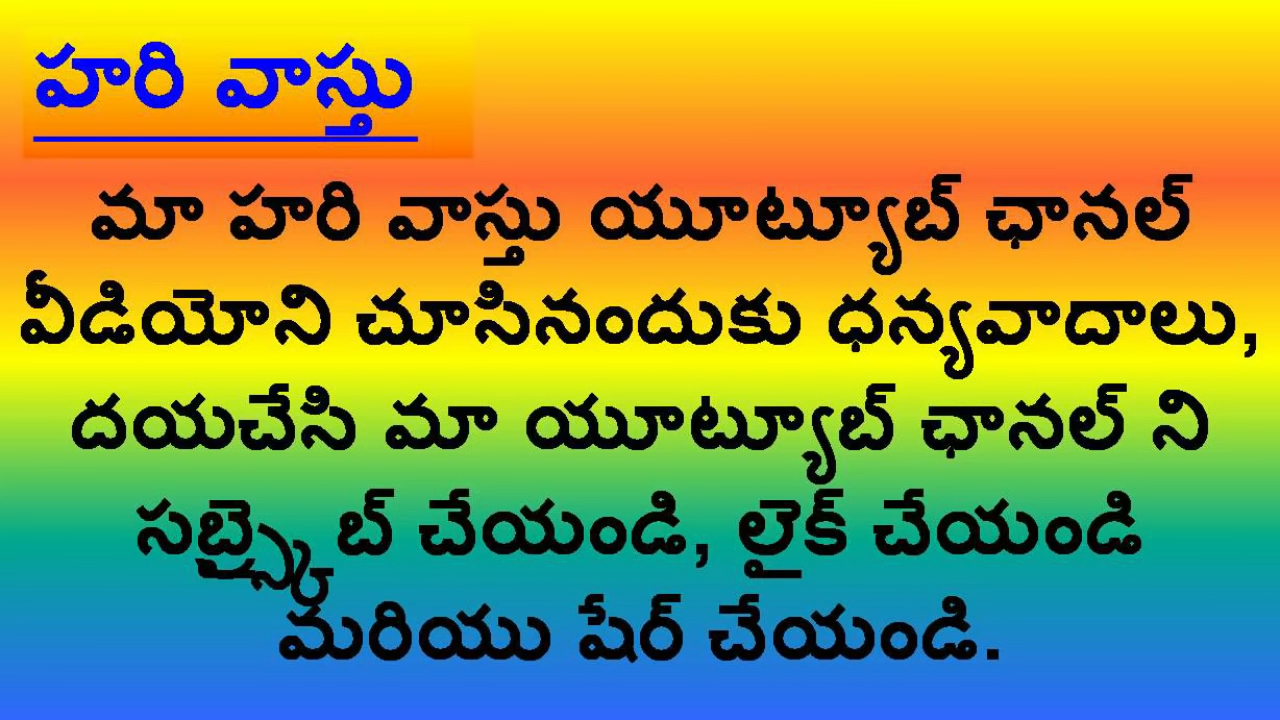 హరి వాస్తు
మా హరి వాస్తు యూట్యూబ్ ఛానల్
వీడియోని చూసినందుకు ధన్యవాదాలు,
దయచేసి మా యూట్యూబ్ ఛానల్ ని
సబ్స్క్రైబ్ చేయండి, లైక్ చేయండి
మరియు షేర్ చేయండి.